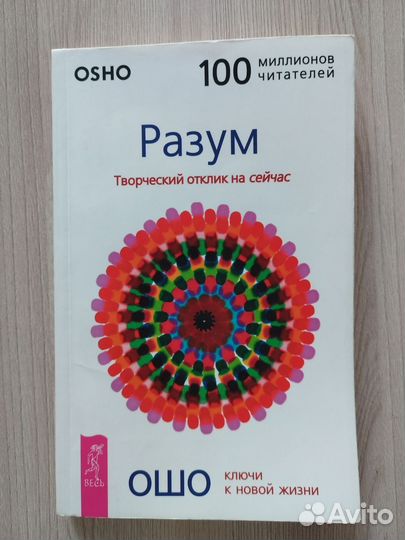 OSHO
100 миллионов
читателей
Разум
Творческий отклик на сейчас
ВЕСЬ
ОШО
КЛЮЧИ
К НОВОЙ ЖИЗНИ
Avito